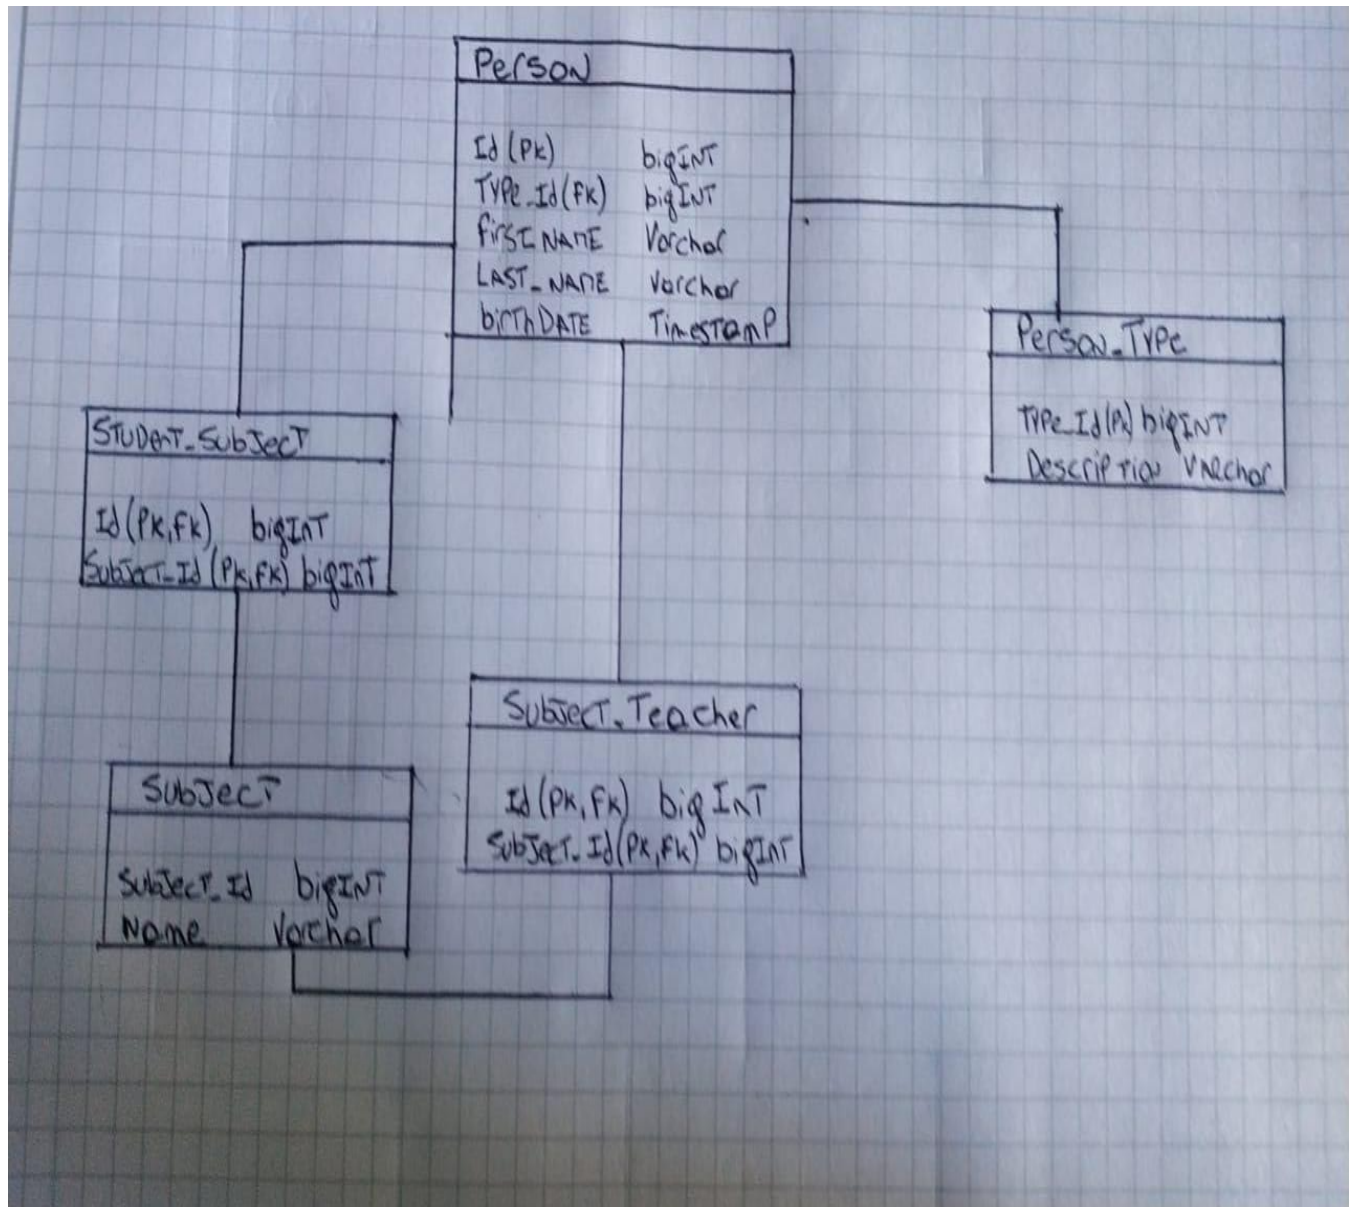 Person
Id (PK) bigINT
Type_Id (FK) bigINT
first_NAME Varchar
LAST_NAME Varchar
birthDATE TimesTamp
Person_Type
Type_Id (Pk) bigINT
Description VARchar
STUDenT_SubJecT
Id (PK, FK) bigInT
SubJecT_Id (PK, FK) bigInT
SubJecT_Teacher
Id (PK, FK) bigInT
SubJecT_Id (PK, FK) bigInT
SubJecT
SubJecT_Id bigINT
Name Varchar